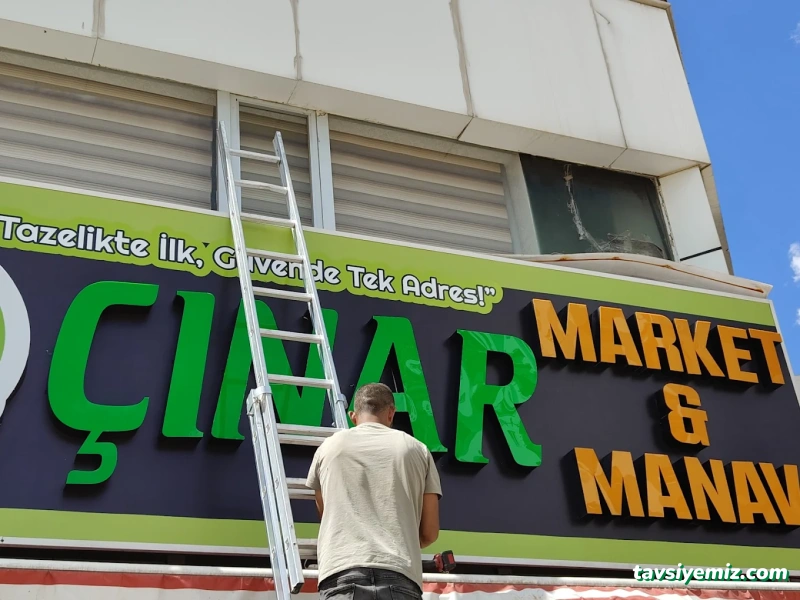 Tazelikte İlk, Güvende Tek Adres!”
ÇINAR
MARKET
&
MANAV
tavsiyemiz.com